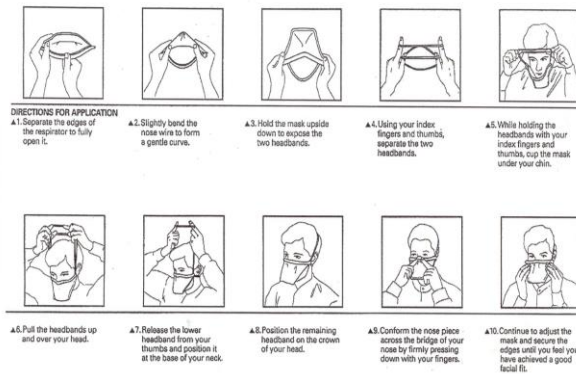 DIRECTIONS FOR APPLICATION
▲1.Separate the edges of
the respirator to fully
open it.
▲2.Slightly bend the
nose wire to form
a gentle curve.
▲3.Hold the mask upside
down to expose the
two headbands.
▲4.Using your index
fingers and thumbs,
separate the two
headbands.
▲5.While holding the
headbands with your
index fingers and
thumbs, cup the mask
under your chin.
▲6.Pull the headbands up
and over your head.
▲7.Release the lower
headband from your
thumbs and position it
at the base of your neck.
▲8.Position the remaining
headband on the crown
of your head.
▲9.Conform the nose piece
across the bridge of your
nose by firmly pressing
down with your fingers.
▲10.Continue to adjust the
mask and secure the
edges until you feel you
have achieved a good
facial fit.